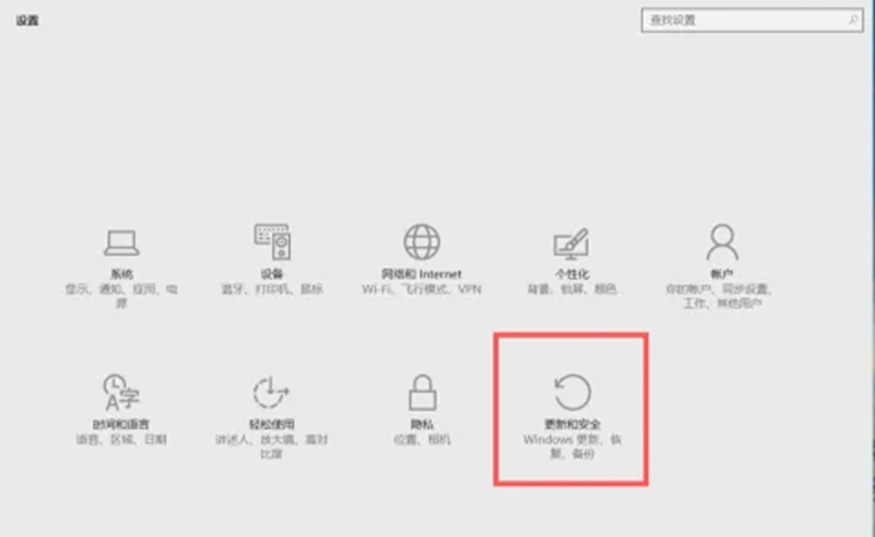 设置
查找设置
系统
显示、通知、应用、电
源
设备
蓝牙、打印机、鼠标
网络和 Internet
Wi-Fi、飞行模式、VPN
个性化
背景、锁屏、颜色
帐户
你的帐户、同步设置、
工作、其他用户
时间和语言
语音、区域、日期
轻松使用
讲述人、放大镜、高对
比度
隐私
位置、相机
更新和安全
Windows 更新、恢
复、备份